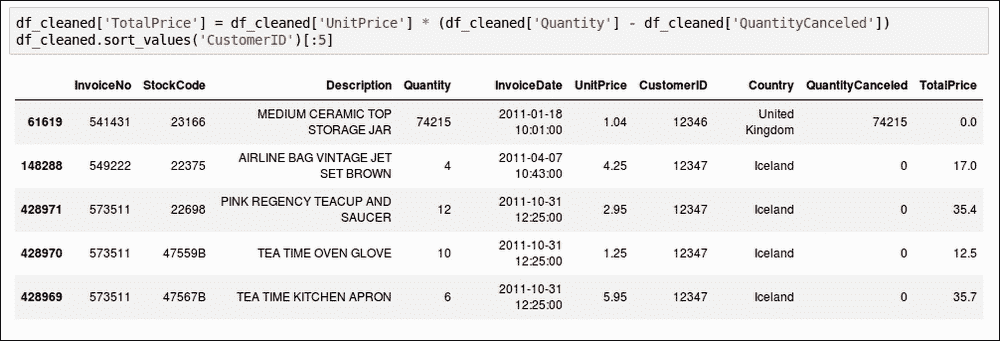 df_cleaned['TotalPrice'] = df_cleaned['UnitPrice'] * (df_cleaned['Quantity'] - df_cleaned['QuantityCanceled'])
df_cleaned.sort_values('CustomerID')[:5]
InvoiceNo StockCode Description Quantity InvoiceDate UnitPrice CustomerID Country QuantityCanceled TotalPrice
61619 541431 23166 MEDIUM CERAMIC TOP STORAGE JAR 74215 2011-01-18 10:01:00 1.04 12346 United Kingdom 74215 0.0
148288 549222 22375 AIRLINE BAG VINTAGE JET SET BROWN 4 2011-04-07 10:43:00 4.25 12347 Iceland 0 17.0
428971 573511 22698 PINK REGENCY TEACUP AND SAUCER 12 2011-10-31 12:25:00 2.95 12347 Iceland 0 35.4
428970 573511 47559B TEA TIME OVEN GLOVE 10 2011-10-31 12:25:00 1.25 12347 Iceland 0 12.5
428969 573511 47567B TEA TIME KITCHEN APRON 6 2011-10-31 12:25:00 5.95 12347 Iceland 0 35.7